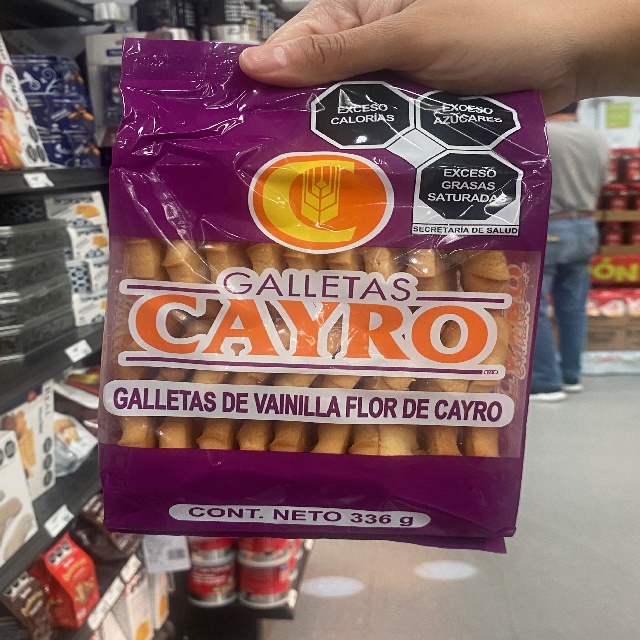 EXCESO
CALORÍAS
EXCESO
AZÚCARES
EXCESO
GRASAS
SATURADAS
SECRETARÍA DE SALUD
C
GALLETAS
CAYRO
GALLETAS DE VAINILLA FLOR DE CAYRO
CONT. NETO 336 g